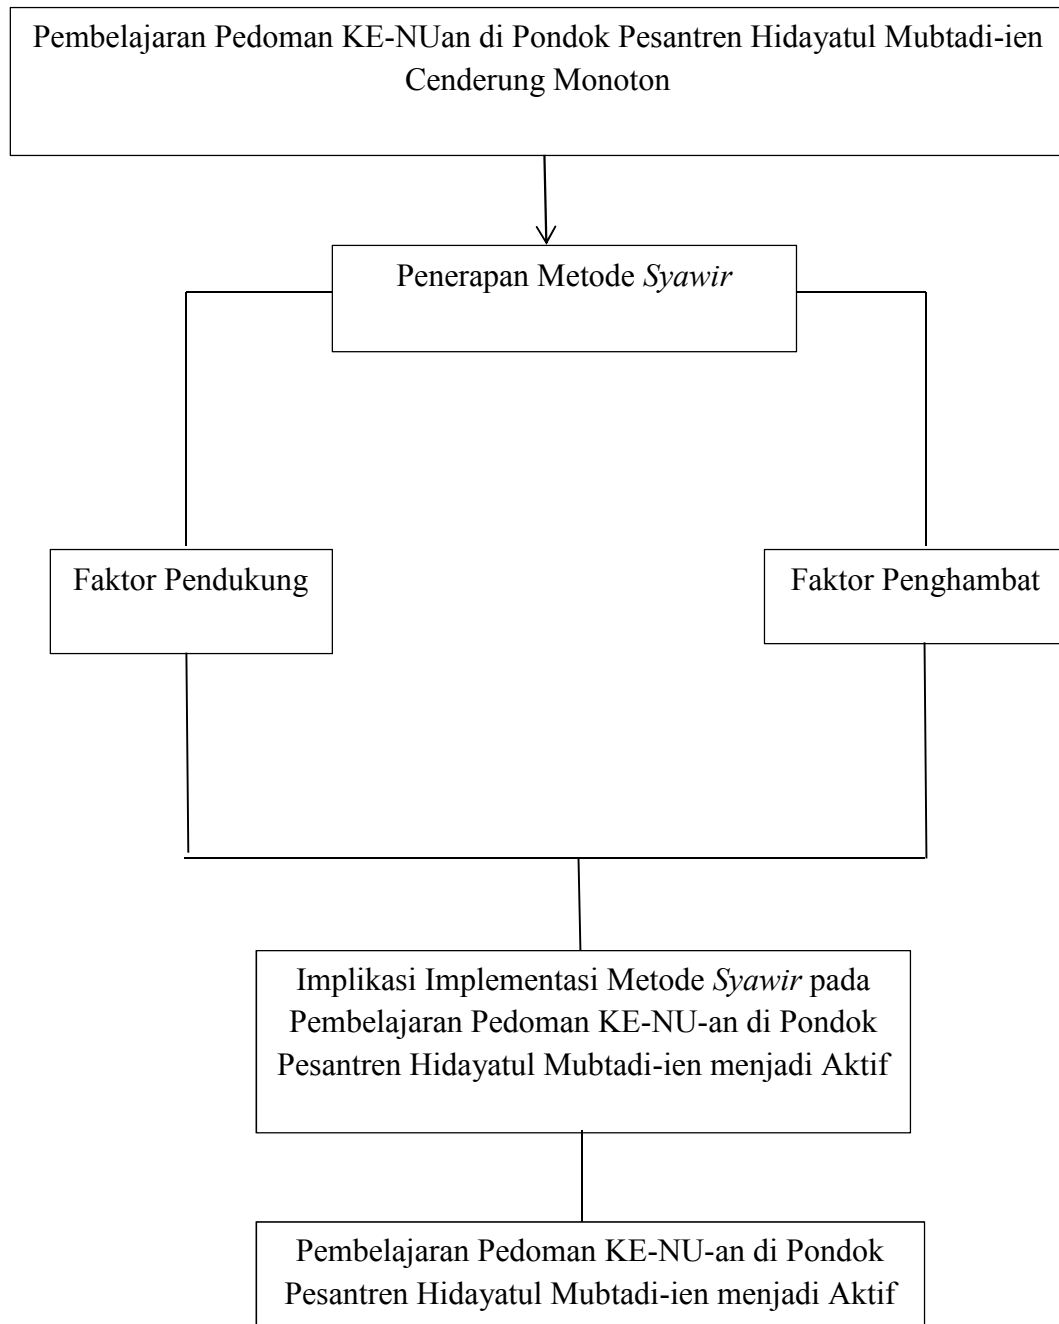 Pembelajaran Pedoman KE-NUan di Pondok Pesantren Hidayatul Mubtadi-ien
Cenderung Monoton
Penerapan Metode Syawir
Faktor Pendukung
Faktor Penghambat
Implikasi Implementasi Metode Syawir pada
Pembelajaran Pedoman KE-NU-an di Pondok
Pesantren Hidayatul Mubtadi-ien menjadi Aktif
Pembelajaran Pedoman KE-NU-an di Pondok
Pesantren Hidayatul Mubtadi-ien menjadi Aktif